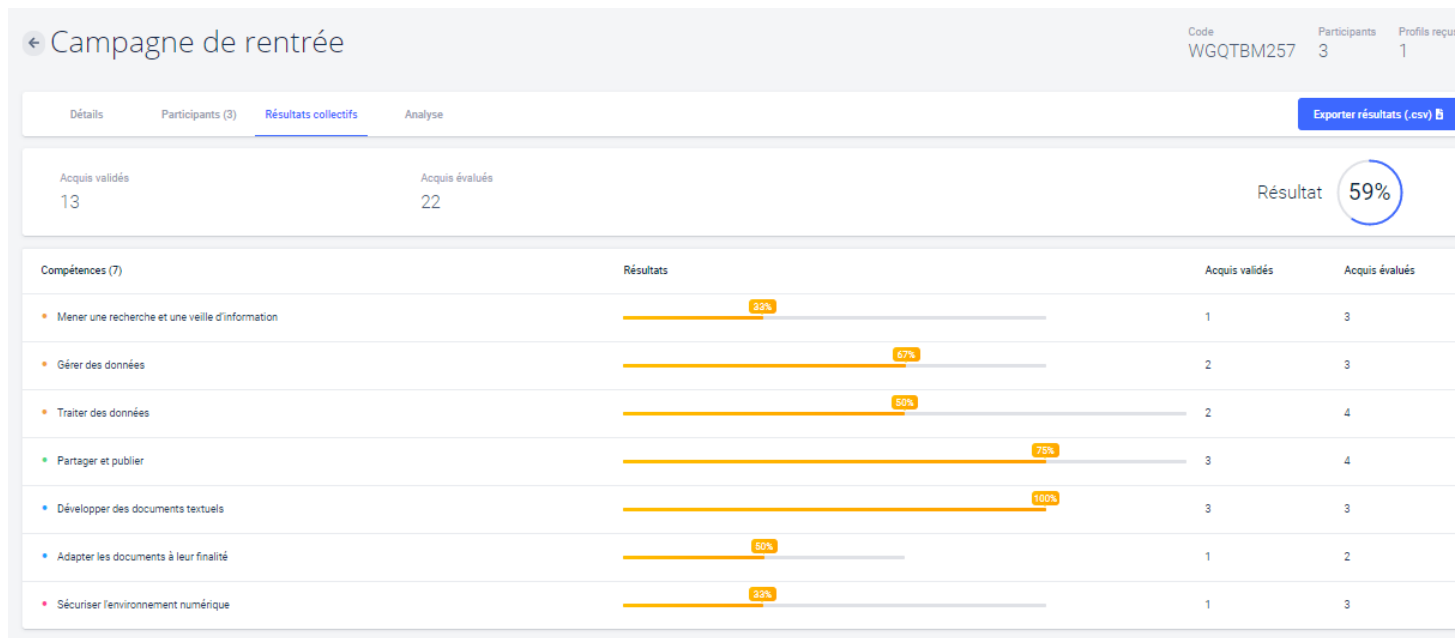 Campagne de rentrée
Code Participants Profils reçus
WGQTBM257 3 1
Détails Participants (3) Résultats collectifs Analyse Exporter résultats (.csv)
Acquis validés Acquis évalués
13 22
Résultat 59%
Compétences (7) Résultats Acquis validés Acquis évalués
Mener une recherche et une veille d'information 33% 1 3
Gérer des données 67% 2 3
Traiter des données 50% 2 4
Partager et publier 75% 3 4
Développer des documents textuels 100% 3 3
Adapter les documents à leur finalité 50% 1 2
Sécuriser l'environnement numérique 33% 1 3